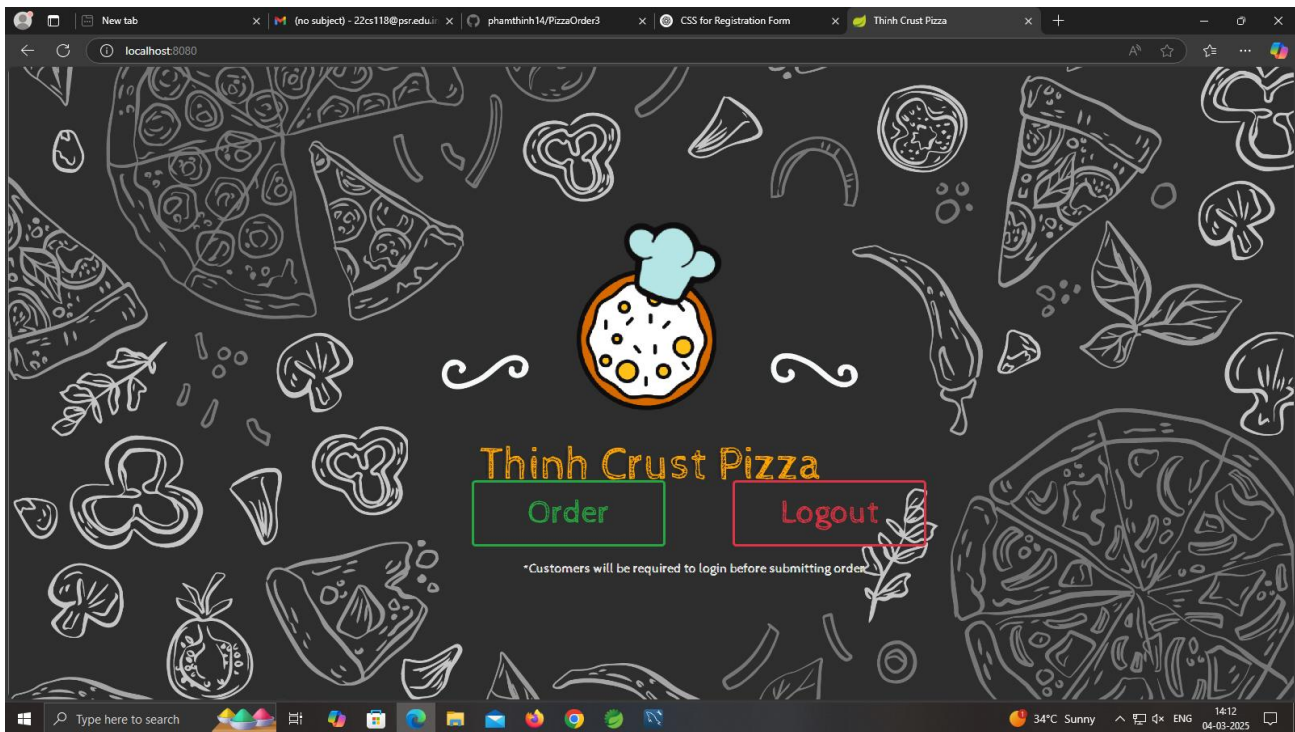 New tab
(no subject) - 22cs118@psr.edu.in
phamthinh14/PizzaOrder3
CSS for Registration Form
Thinh Crust Pizza
localhost:8080
Thinh Crust Pizza
Order
Logout
*Customers will be required to login before submitting order.
Type here to search
34°C Sunny
ENG
14:12
04-03-2025